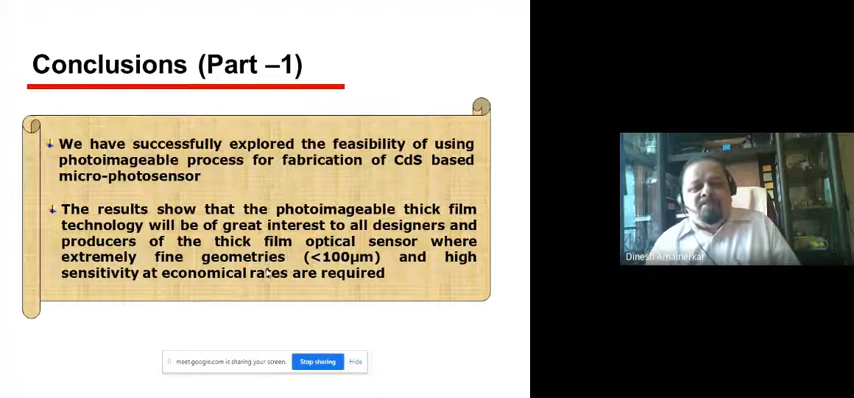 Conclusions (Part –1)
We have successfully explored the feasibility of using
photoimageable process for fabrication of CdS based
micro-photosensor
The results show that the photoimageable thick film
technology will be of great interest to all designers and
producers of the thick film optical sensor where
extremely fine geometries (<100µm) and high
sensitivity at economical rates are required
meet.google.com is sharing your screen.
Stop sharing
Hide
Dinesh Amalnerkar